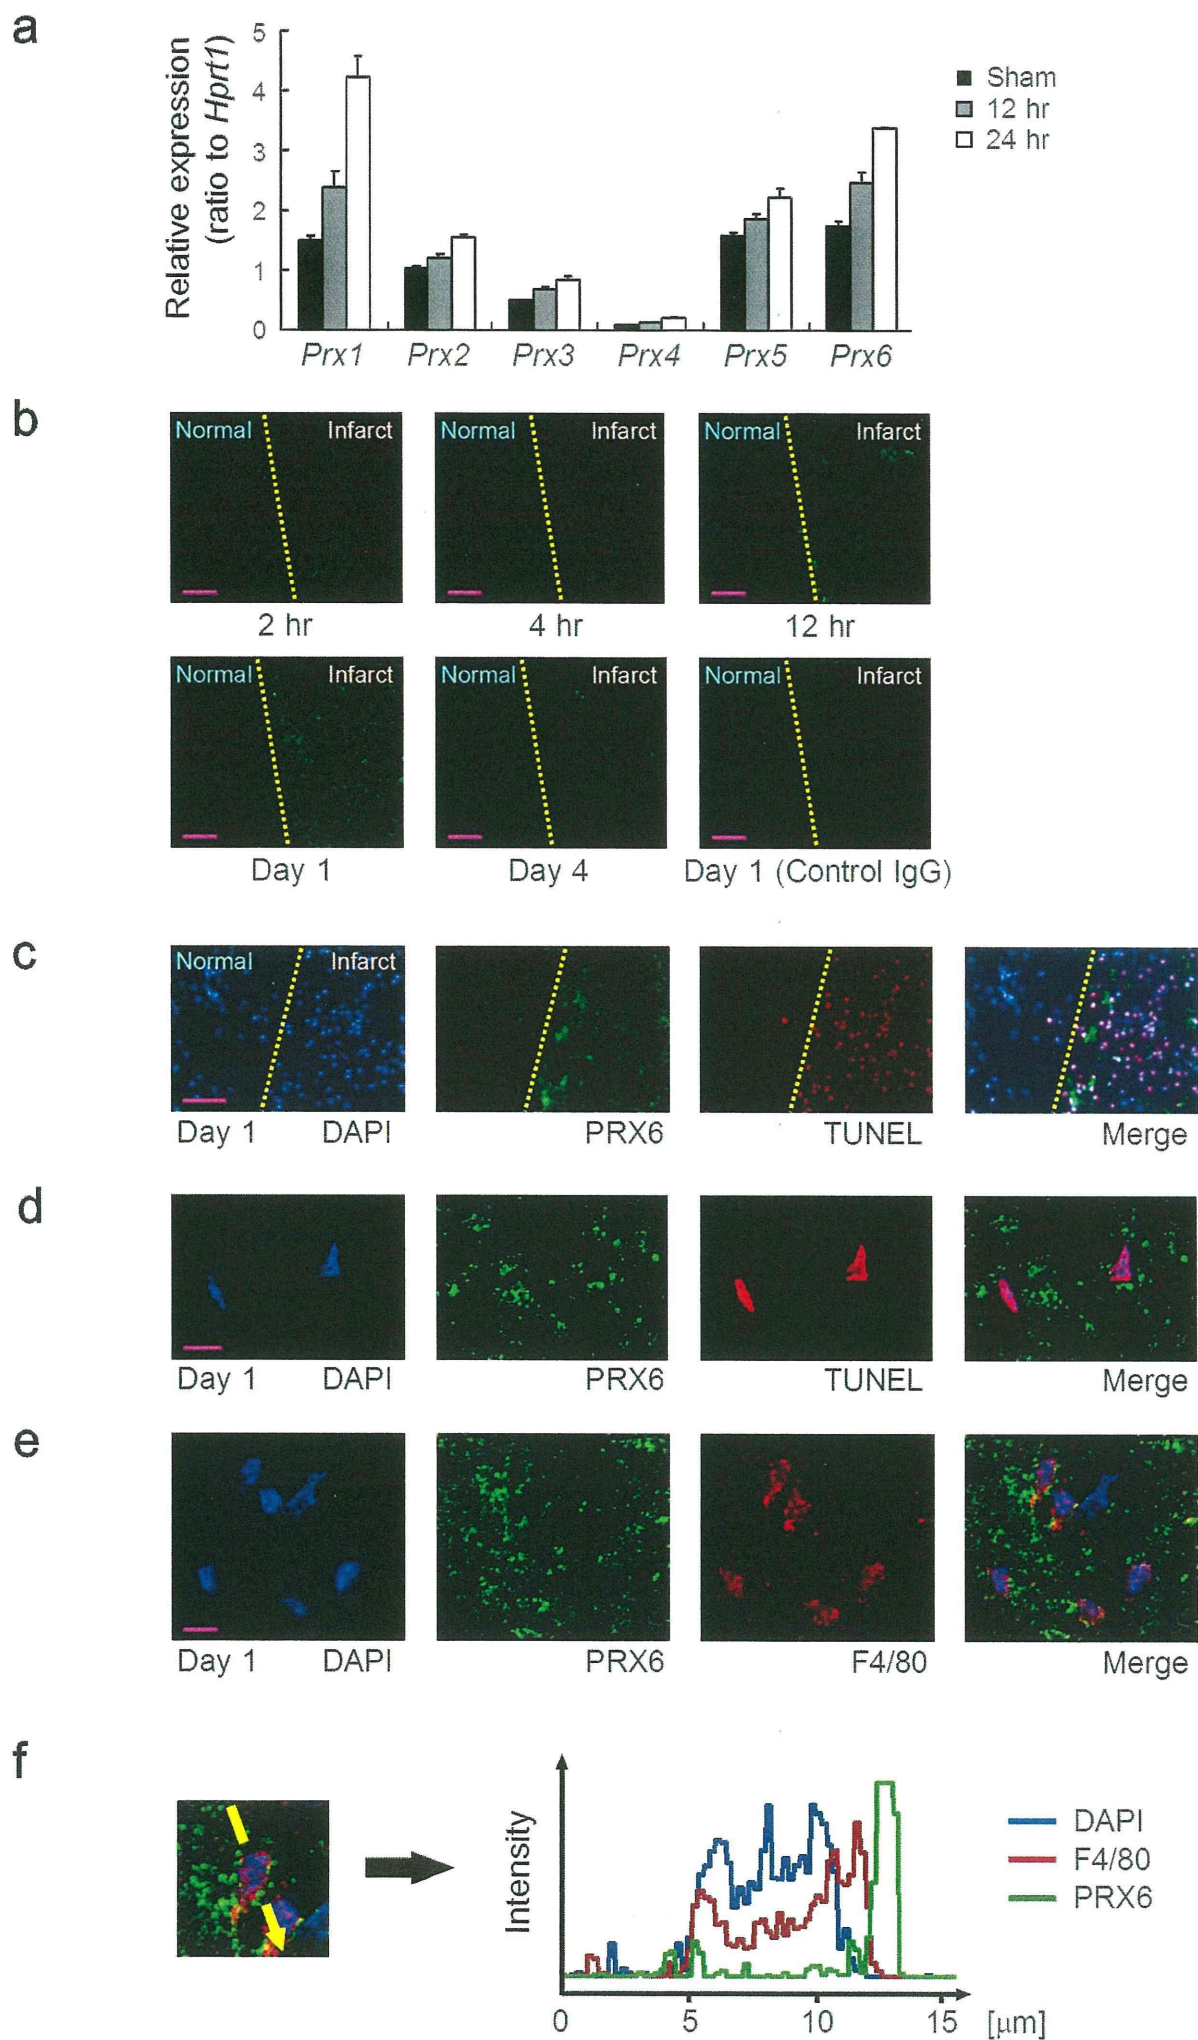 a
Relative expression
(ratio to Hprt1)
5
4
3
2
1
0
Sham
12 hr
24 hr
Prx1 Prx2 Prx3 Prx4 Prx5 Prx6
b
Normal Infarct Normal Infarct Normal Infarct
2 hr 4 hr 12 hr
Normal Infarct Normal Infarct Normal Infarct
Day 1 Day 4 Day 1 (Control IgG)
c
Normal Infarct
Day 1 DAPI PRX6 TUNEL Merge
d
Day 1 DAPI PRX6 TUNEL Merge
e
Day 1 DAPI PRX6 F4/80 Merge
f
Intensity
DAPI
F4/80
PRX6
0 5 10 15 [μm]